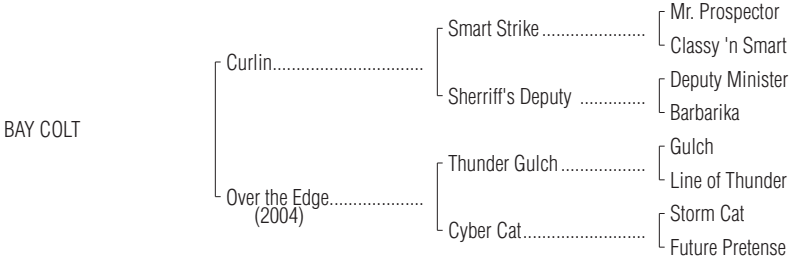 Mr. Prospector
Smart Strike......................
Classy 'n Smart
Curlin................................
Deputy Minister
Sherriff's Deputy ..............
Barbarika
BAY COLT
Gulch
Thunder Gulch..................
Line of Thunder
Over the Edge....................
(2004)
Storm Cat
Cyber Cat..........................
Future Pretense